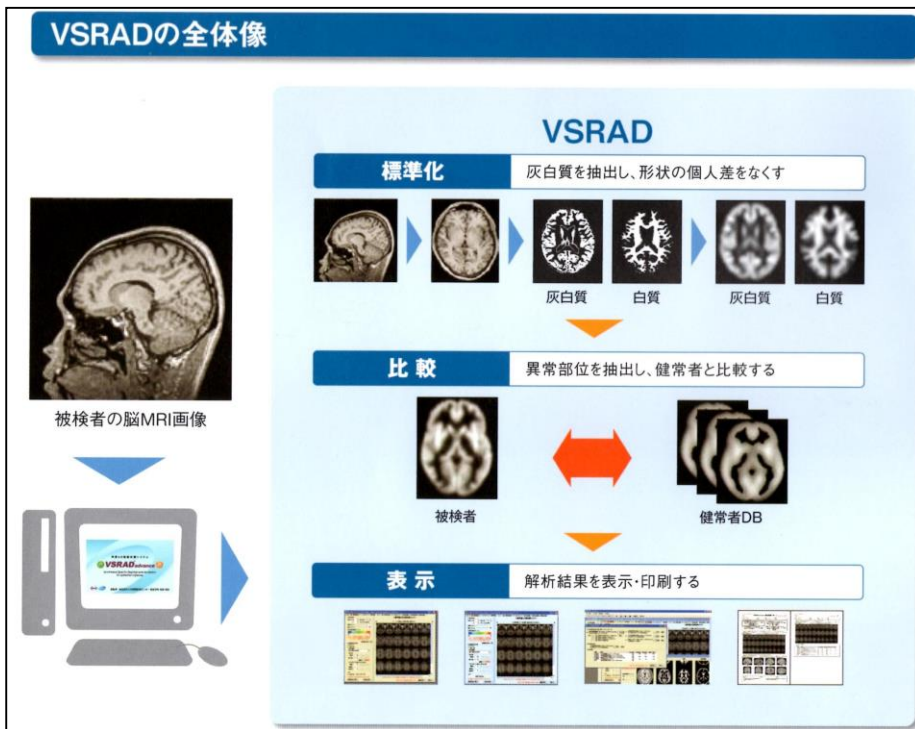 VSRADの全体像
VSRAD
標準化
灰白質を抽出し、形状の個人差をなくす
灰白質
白質
灰白質
白質
比較
異常部位を抽出し、健常者と比較する
被検者の脳MRI画像
被検者
健常者DB
VSRAD advance
表示
解析結果を表示・印刷する